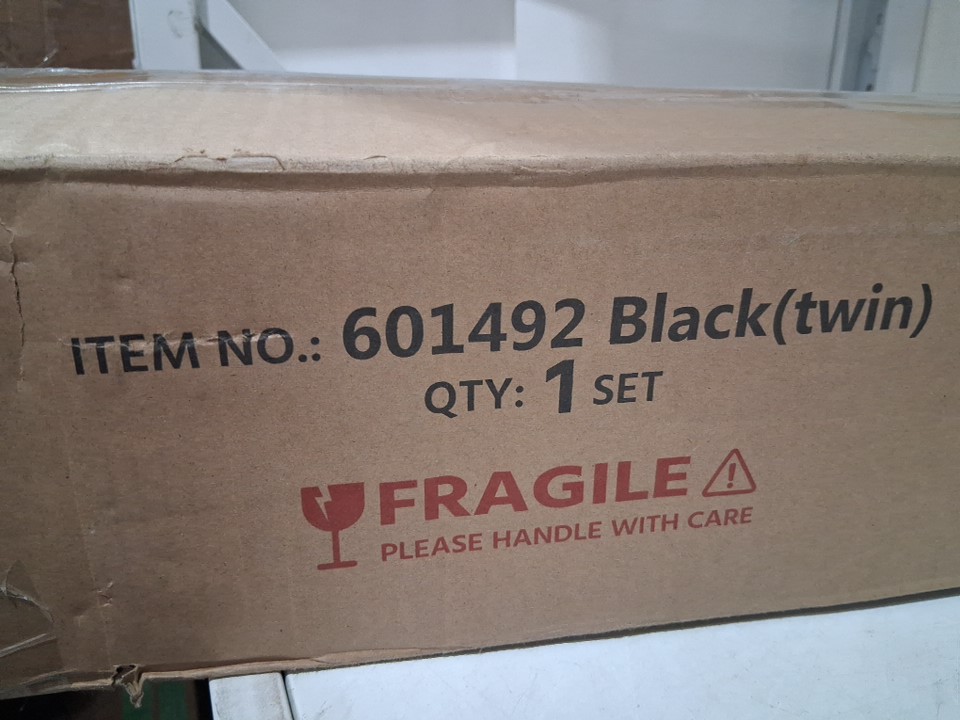 ITEM NO.: 601492 Black(twin)
QTY: 1 SET
FRAGILE
PLEASE HANDLE WITH CARE